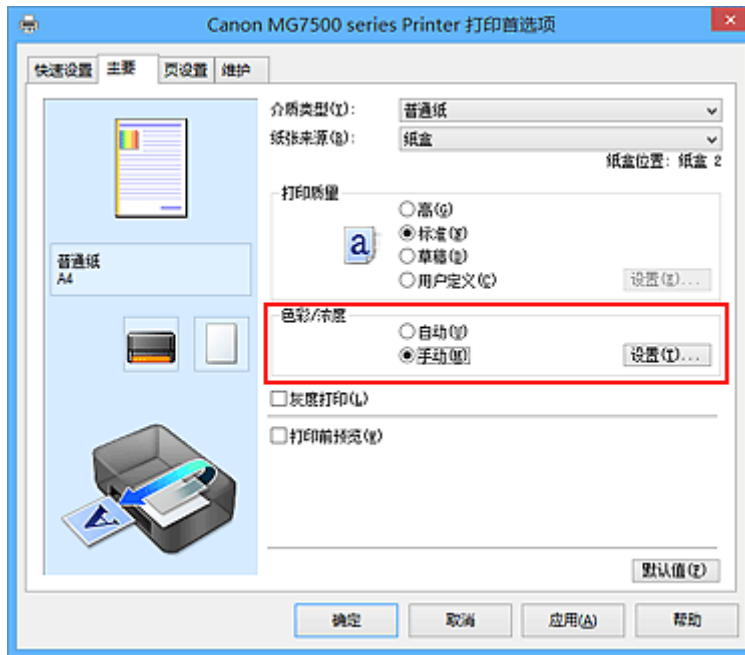 Canon MG7500 series Printer 打印首选项
快速设置 主要 页设置 维护
介质类型(Y): 普通纸
纸张来源(R): 纸盒
纸盒位置: 纸盒 2
打印质量
高(G)
标准(S)
a
草稿(D)
用户定义(C) 设置(E)...
普通纸
A4
色彩/浓度
自动(U)
手动(M) 设置(T)...
灰度打印(L)
打印前预览(W)
A
默认值(F)
确定 取消 应用(A) 帮助